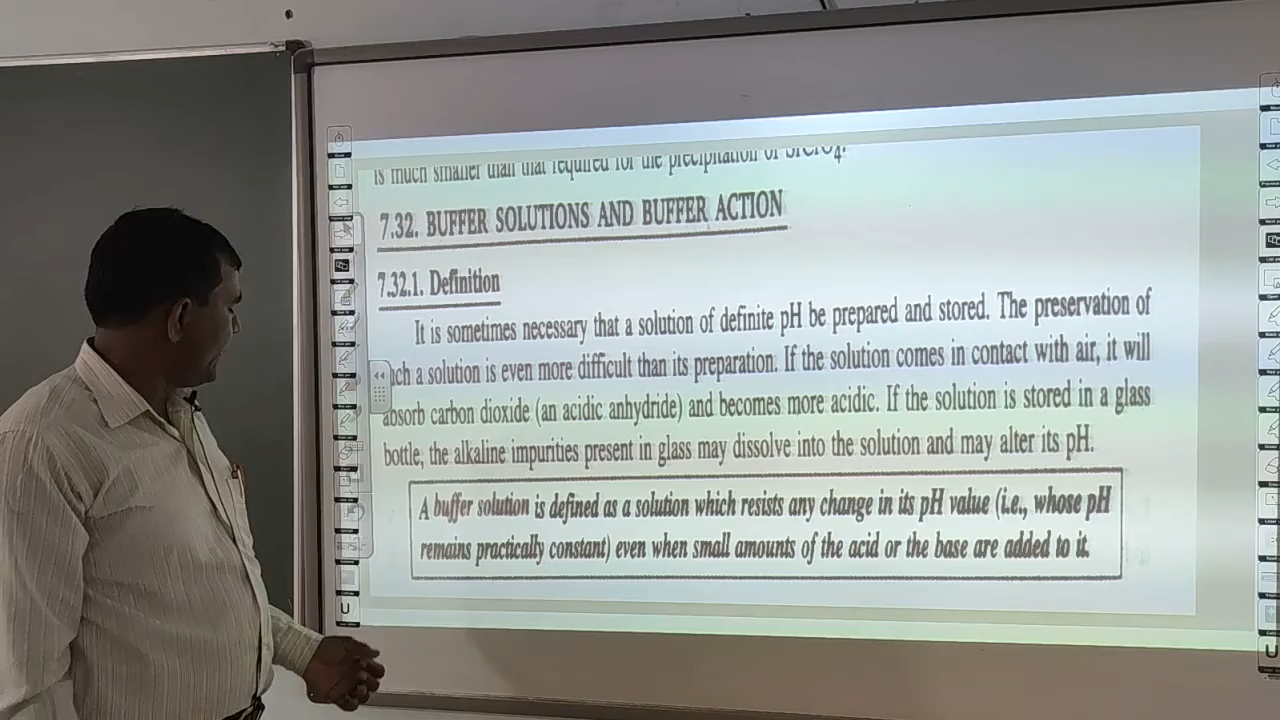 is much smaller than that required for the precipitation of SrCrO4.
7.32. BUFFER SOLUTIONS AND BUFFER ACTION
7.32.1. Definition
It is sometimes necessary that a solution of definite pH be prepared and stored. The preservation of
uch a solution is even more difficult than its preparation. If the solution comes in contact with air, it will
absorb carbon dioxide (an acidic anhydride) and becomes more acidic. If the solution is stored in a glass
bottle, the alkaline impurities present in glass may dissolve into the solution and may alter its pH.
A buffer solution is defined as a solution which resists any change in its pH value (i.e., whose pH
remains practically constant) even when small amounts of the acid or the base are added to it.